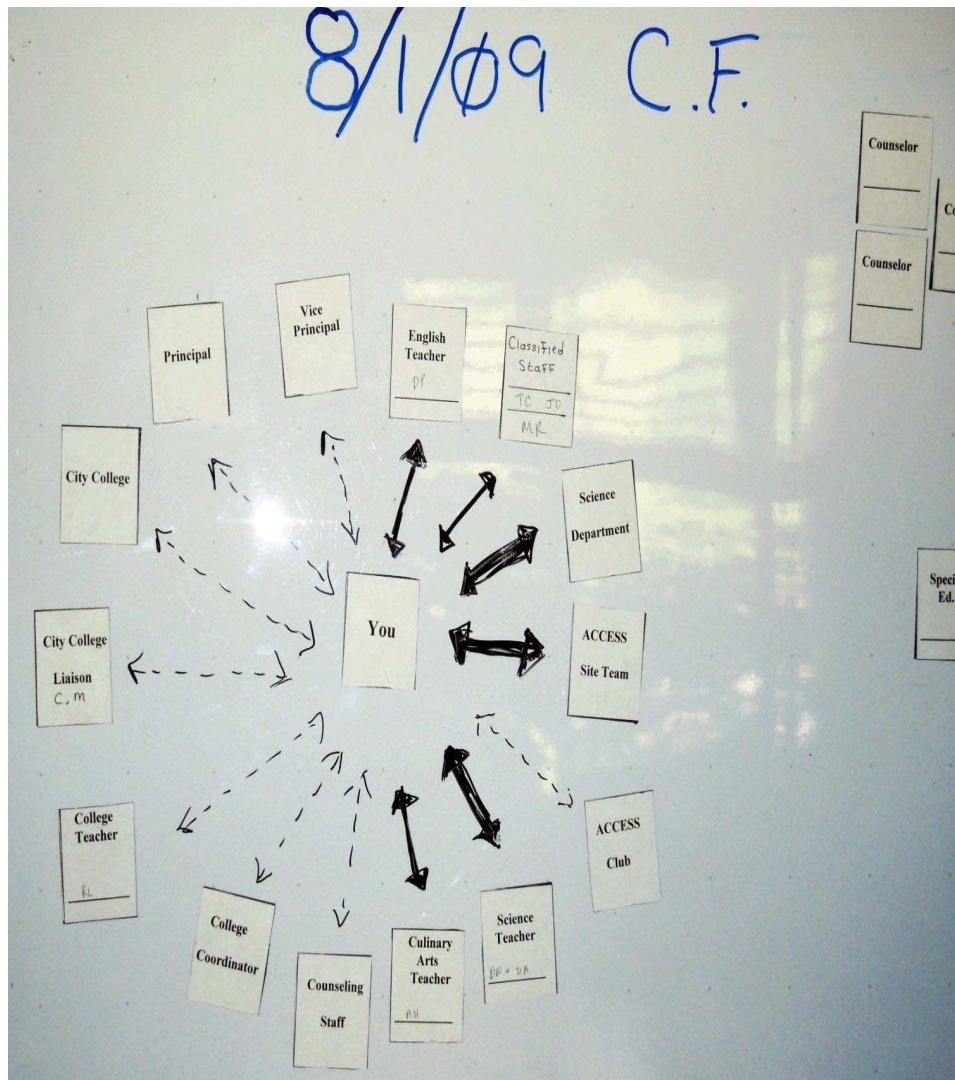 8/1/09 C.F.
Counselor
Co
Counselor
Vice
Principal
Principal
English
Teacher
DP
Classified
Staff
TC JO
MR
City College
Science
Department
Speci
Ed.
You
City College
Liaison
C.M
ACCESS
Site Team
College
Teacher
RL
ACCESS
Club
College
Coordinator
Counseling
Staff
Culinary
Arts
Teacher
AH
Science
Teacher